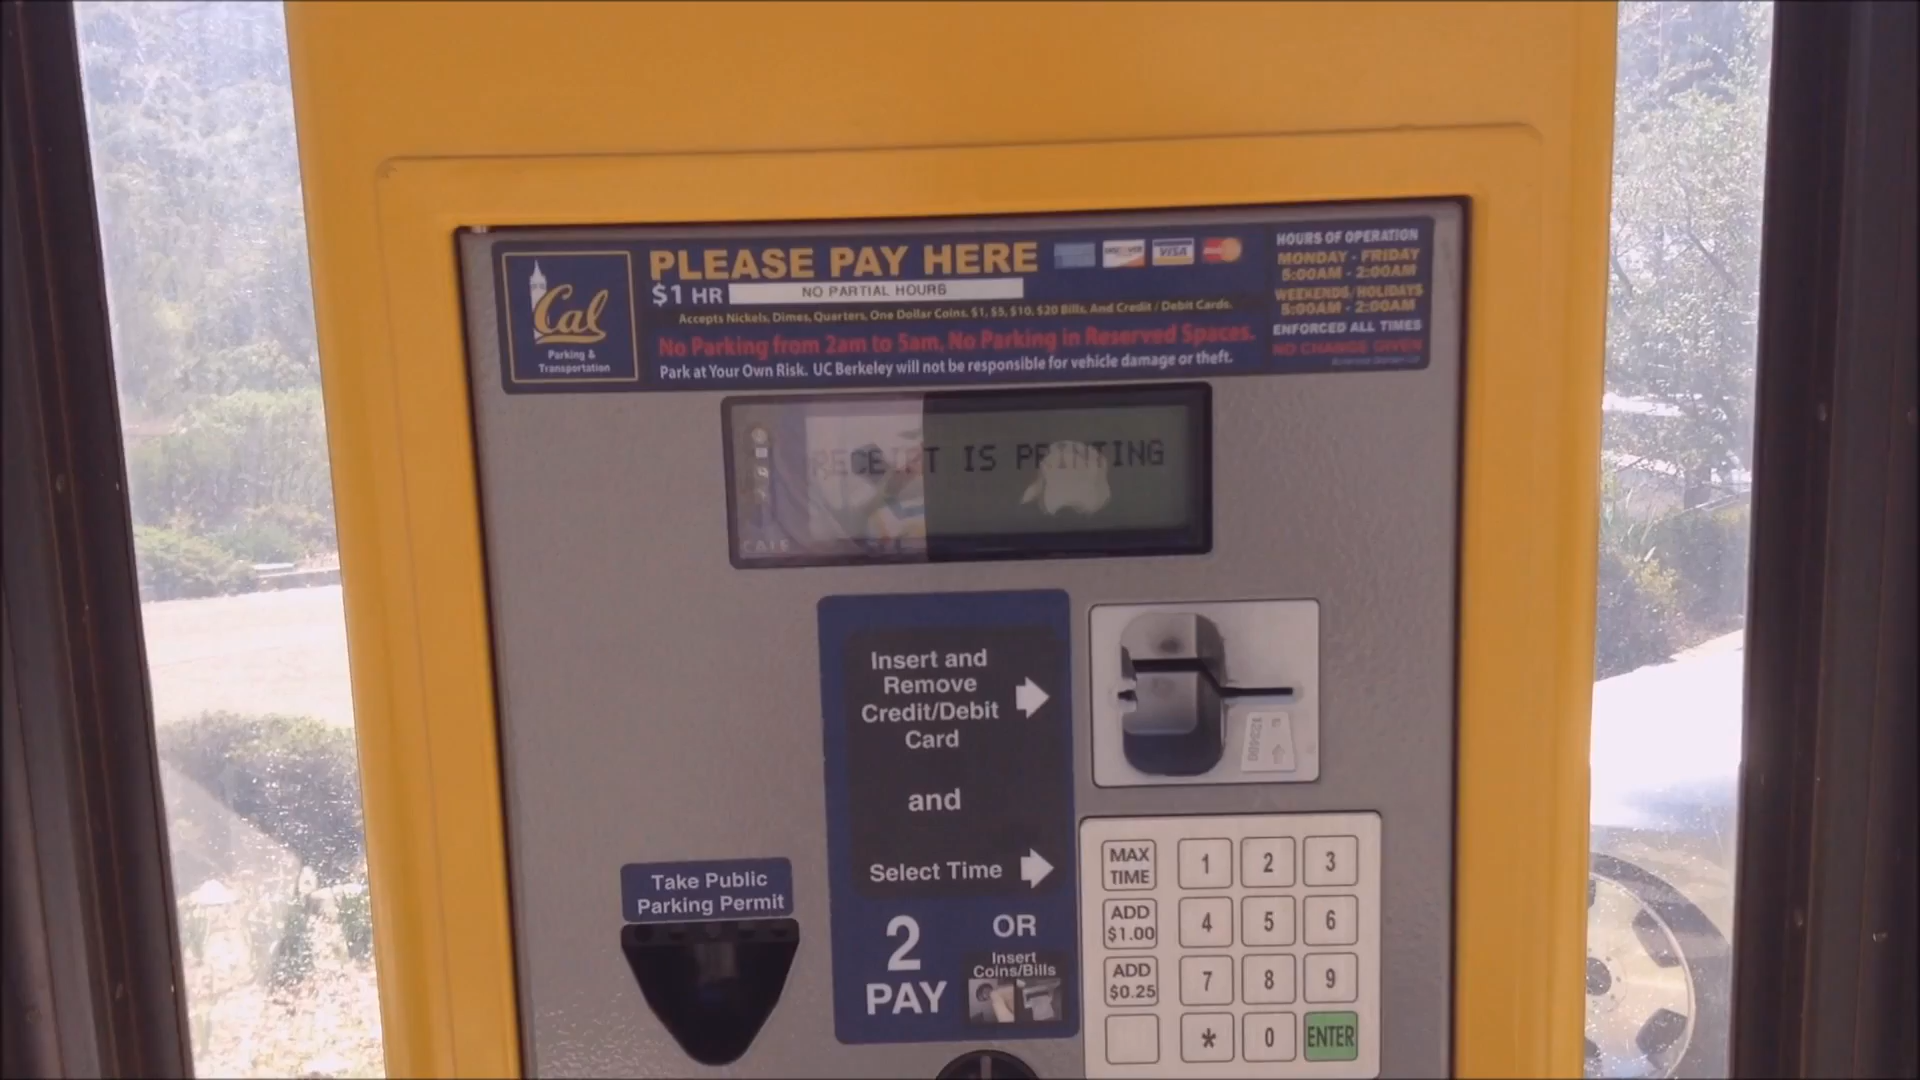 Cal
Parking &
Transportation
PLEASE PAY HERE
DISCOVER
VISA
$1 HR
NO PARTIAL HOURS
Accepts Nickels, Dimes, Quarters, One Dollar Coins, $1, $5, $10, $20 Bills, And Credit / Debit Cards.
No Parking from 2am to 5am, No Parking in Reserved Spaces.
Park at Your Own Risk. UC Berkeley will not be responsible for vehicle damage or theft.
HOURS OF OPERATION
MONDAY - FRIDAY
5:00AM - 2:00AM
WEEKENDS/HOLIDAYS
5:00AM - 2:00AM
ENFORCED ALL TIMES
NO CHANGE GIVEN
RECEIPT IS PRINTING
CALE
Insert and
Remove
Credit/Debit
Card
and
Select Time
2
PAY
OR
Insert
Coins/Bills
Take Public
Parking Permit
MAX
TIME
1
2
3
ADD
$1.00
4
5
6
ADD
$0.25
7
8
9
*
0
ENTER